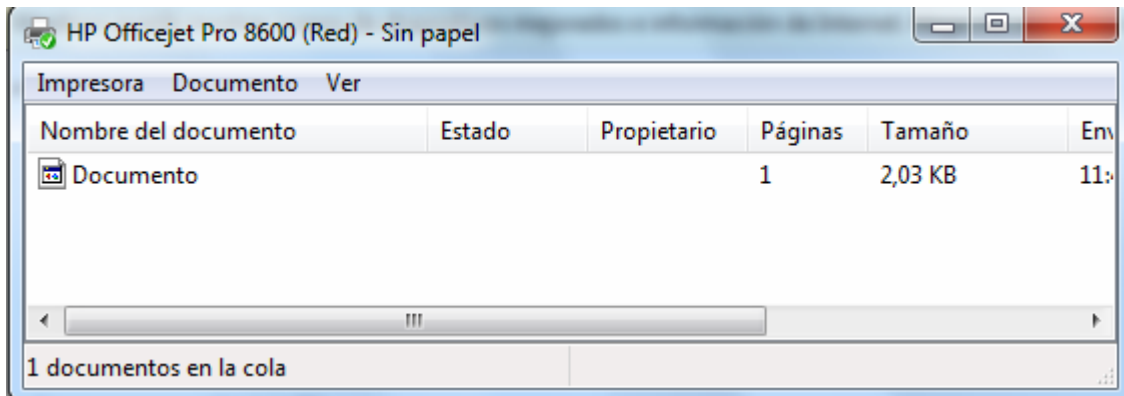 HP Officejet Pro 8600 (Red) - Sin papel
Impresora Documento Ver
Nombre del documento Estado Propietario Páginas Tamaño
Documento 1 2,03 KB
1 documentos en la cola